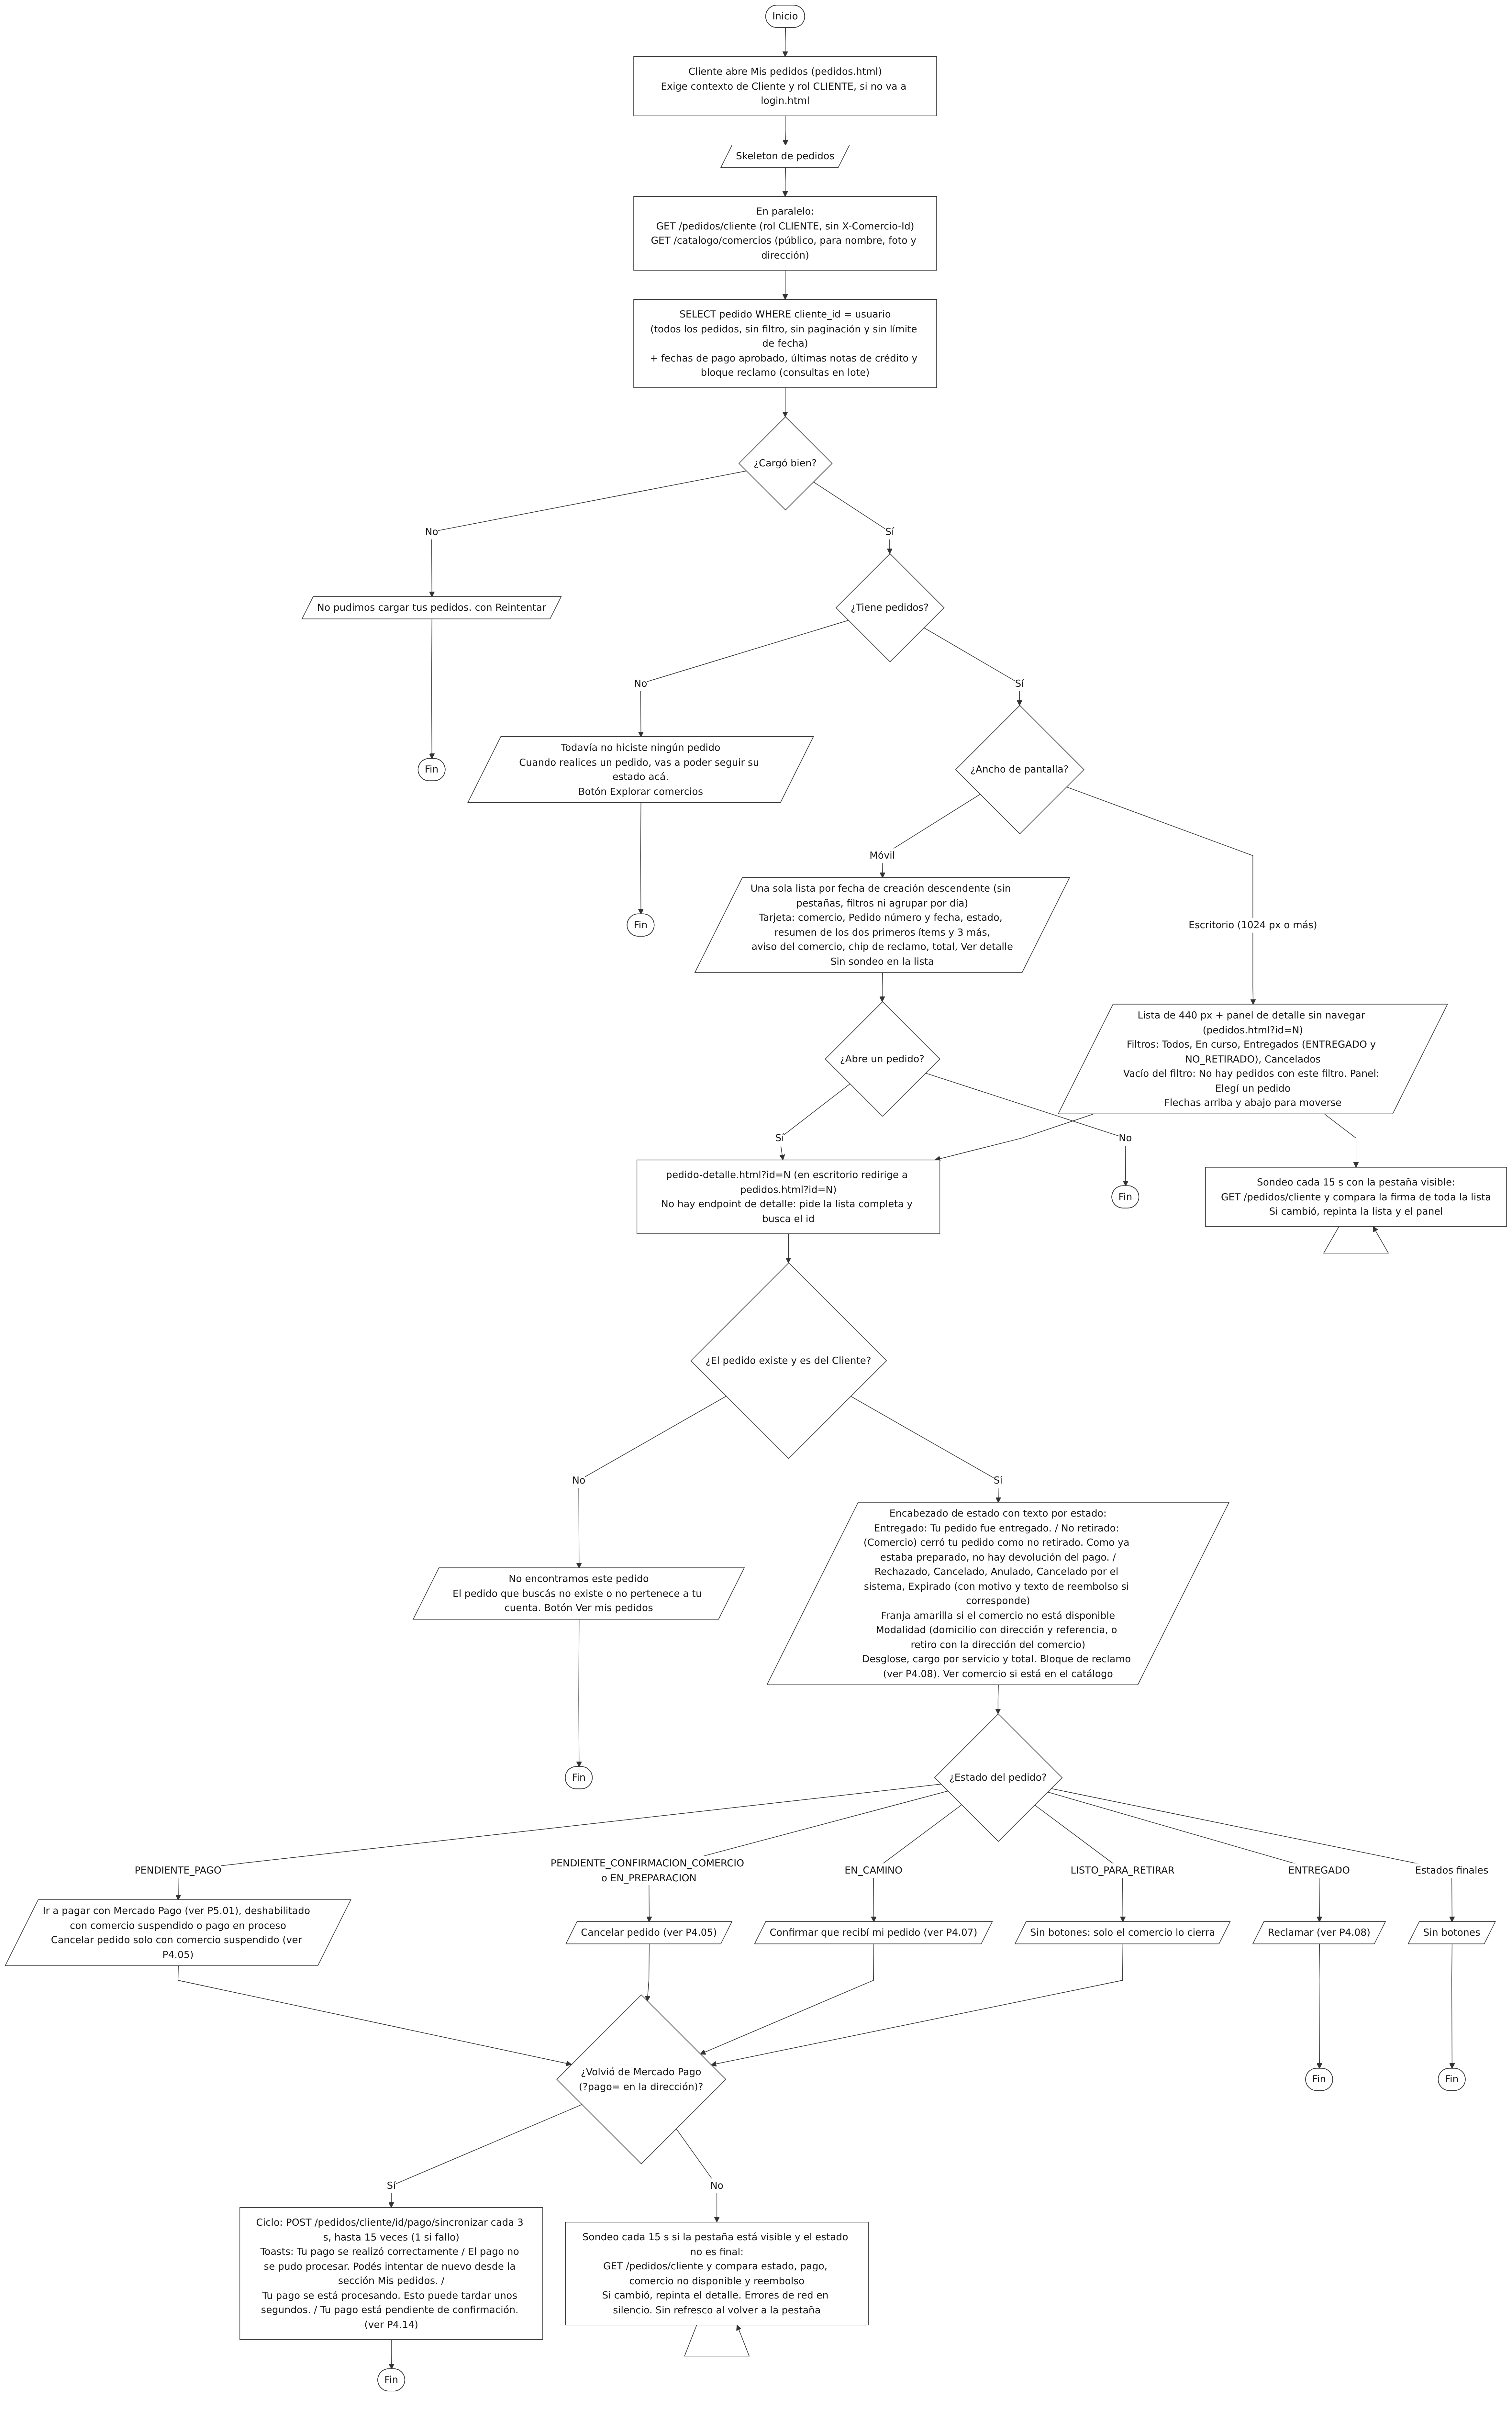 Inicio
Cliente abre Mis pedidos (pedidos.html)
Exige contexto de Cliente y rol CLIENTE, si no va a
login.html
Skeleton de pedidos
En paralelo:
GET /pedidos/cliente (rol CLIENTE, sin X-Comercio-Id)
GET /catalogo/comercios (público, para nombre, foto y
dirección)
SELECT pedido WHERE cliente_id = usuario
(todos los pedidos, sin filtro, sin paginación y sin límite
de fecha)
+ fechas de pago aprobado, últimas notas de crédito y
bloque reclamo (consultas en lote)
¿Cargó bien?
No
Sí
No pudimos cargar tus pedidos. con Reintentar
¿Tiene pedidos?
No
Sí
Fin
Todavía no hiciste ningún pedido
Cuando realices un pedido, vas a poder seguir su
estado acá.
Botón Explorar comercios
¿Ancho de pantalla?
Móvil
Fin
Una sola lista por fecha de creación descendente (sin
pestañas, filtros ni agrupar por día)
Tarjeta: comercio, Pedido número y fecha, estado,
resumen de los dos primeros ítems y 3 más,
aviso del comercio, chip de reclamo, total, Ver detalle
Sin sondeo en la lista
Escritorio (1024 px o más)
Lista de 440 px + panel de detalle sin navegar
(pedidos.html?id=N)
Filtros: Todos, En curso, Entregados (ENTREGADO y
NO_RETIRADO), Cancelados
Vacío del filtro: No hay pedidos con este filtro. Panel:
Elegí un pedido
Flechas arriba y abajo para moverse
¿Abre un pedido?
Sí
No
pedido-detalle.html?id=N (en escritorio redirige a
pedidos.html?id=N)
No hay endpoint de detalle: pide la lista completa y
busca el id
Fin
Sondeo cada 15 s con la pestaña visible:
GET /pedidos/cliente y compara la firma de toda la lista
Si cambió, repinta la lista y el panel
¿El pedido existe y es del Cliente?
No
Sí
No encontramos este pedido
El pedido que buscás no existe o no pertenece a tu
cuenta. Botón Ver mis pedidos
Encabezado de estado con texto por estado:
Entregado: Tu pedido fue entregado. / No retirado:
(Comercio) cerró tu pedido como no retirado. Como ya
estaba preparado, no hay devolución del pago. /
Rechazado, Cancelado, Anulado, Cancelado por el
sistema, Expirado (con motivo y texto de reembolso si
corresponde)
Franja amarilla si el comercio no está disponible
Modalidad (domicilio con dirección y referencia, o
retiro con la dirección del comercio)
Desglose, cargo por servicio y total. Bloque de reclamo
(ver P4.08). Ver comercio si está en el catálogo
Fin
¿Estado del pedido?
PENDIENTE_PAGO
PENDIENTE_CONFIRMACION_COMERCIO
o EN_PREPARACION
EN_CAMINO
LISTO_PARA_RETIRAR
ENTREGADO
Estados finales
Ir a pagar con Mercado Pago (ver P5.01), deshabilitado
con comercio suspendido o pago en proceso
Cancelar pedido solo con comercio suspendido (ver
P4.05)
Cancelar pedido (ver P4.05)
Confirmar que recibí mi pedido (ver P4.07)
Sin botones: solo el comercio lo cierra
Reclamar (ver P4.08)
Sin botones
¿Volvió de Mercado Pago
(?pago= en la dirección)?
Fin
Fin
Sí
No
Ciclo: POST /pedidos/cliente/id/pago/sincronizar cada 3
s, hasta 15 veces (1 si fallo)
Toasts: Tu pago se realizó correctamente / El pago no
se pudo procesar. Podés intentar de nuevo desde la
sección Mis pedidos. /
Tu pago se está procesando. Esto puede tardar unos
segundos. / Tu pago está pendiente de confirmación.
(ver P4.14)
Sondeo cada 15 s si la pestaña está visible y el estado
no es final:
GET /pedidos/cliente y compara estado, pago,
comercio no disponible y reembolso
Si cambió, repinta el detalle. Errores de red en
silencio. Sin refresco al volver a la pestaña
Fin